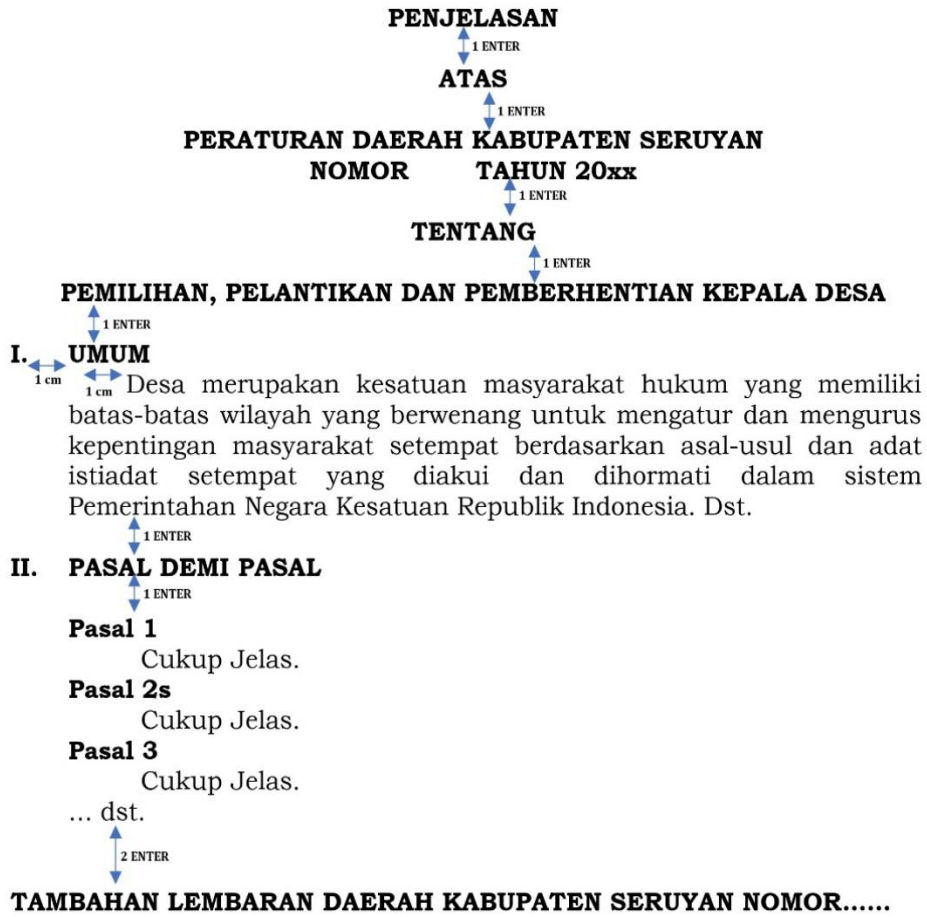 PENJELASAN
1 ENTER
ATAS
1 ENTER
PERATURAN DAERAH KABUPATEN SERUYAN
NOMOR TAHUN 20xx
1 ENTER
TENTANG
1 ENTER
PEMILIHAN, PELANTIKAN DAN PEMBERHENTIAN KEPALA DESA
1 ENTER
I. UMUM
1 cm 1 cm Desa merupakan kesatuan masyarakat hukum yang memiliki
batas-batas wilayah yang berwenang untuk mengatur dan mengurus
kepentingan masyarakat setempat berdasarkan asal-usul dan adat
istiadat setempat yang diakui dan dihormati dalam sistem
Pemerintahan Negara Kesatuan Republik Indonesia. Dst.
1 ENTER
II. PASAL DEMI PASAL
1 ENTER
Pasal 1
Cukup Jelas.
Pasal 2s
Cukup Jelas.
Pasal 3
Cukup Jelas.
... dst.
2 ENTER
TAMBAHAN LEMBARAN DAERAH KABUPATEN SERUYAN NOMOR......